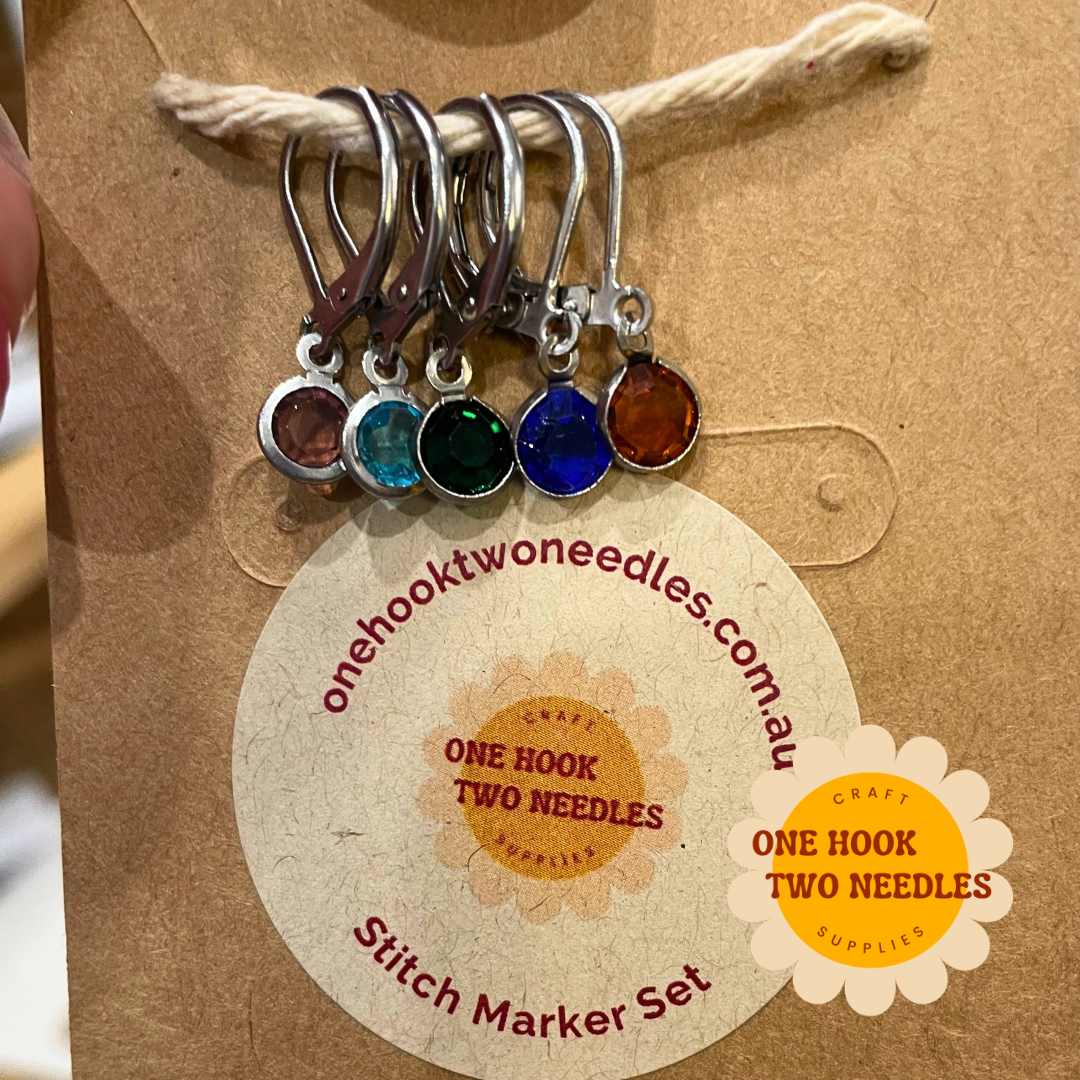 onehooktwoneedles.com.au
CRAFT
ONE HOOK
TWO NEEDLES
SUPPLIES
Stitch Marker Set
CRAFT
ONE HOOK
TWO NEEDLES
SUPPLIES